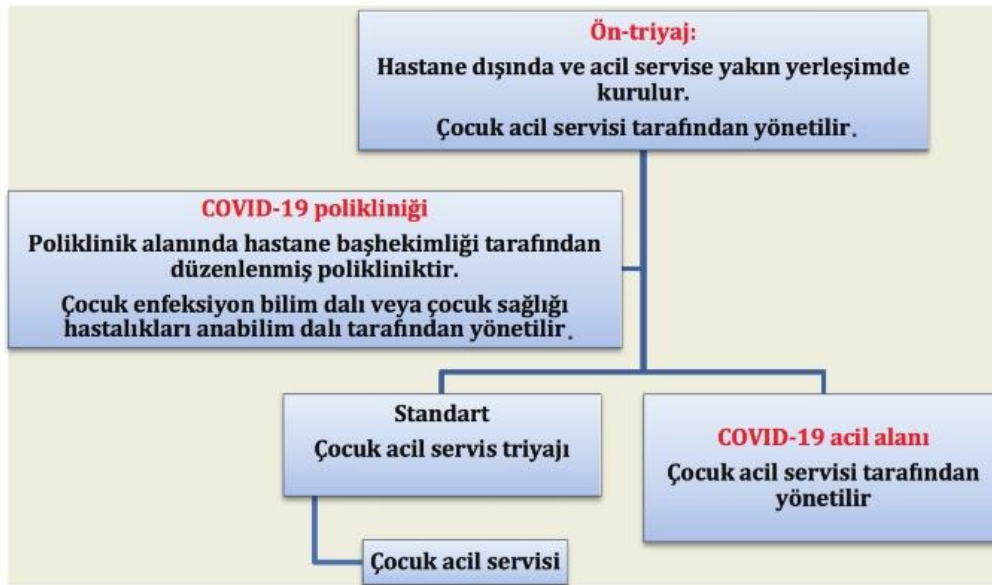 Ön-triyaj:
Hastane dışında ve acil servise yakın yerleşimde
kurulur.
Çocuk acil servisi tarafından yönetilir.
COVID-19 polikliniği
Poliklinik alanında hastane başhekimliği tarafından
düzenlenmiş polikliniktir.
Çocuk enfeksiyon bilim dalı veya çocuk sağlığı
hastalıkları anabilim dalı tarafından yönetilir.
Standart
Çocuk acil servis triyajı
COVID-19 acil alanı
Çocuk acil servisi tarafından
yönetilir
Çocuk acil servisi